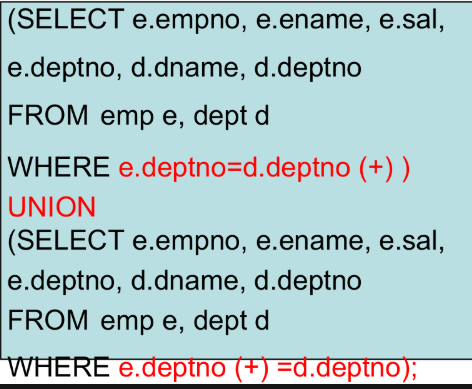 (SELECT e.empno, e.ename, e.sal,
e.deptno, d.dname, d.deptno
FROM emp e, dept d
WHERE e.deptno=d.deptno (+) )
UNION
(SELECT e.empno, e.ename, e.sal,
e.deptno, d.dname, d.deptno
FROM emp e, dept d
WHERE e.deptno (+) =d.deptno);